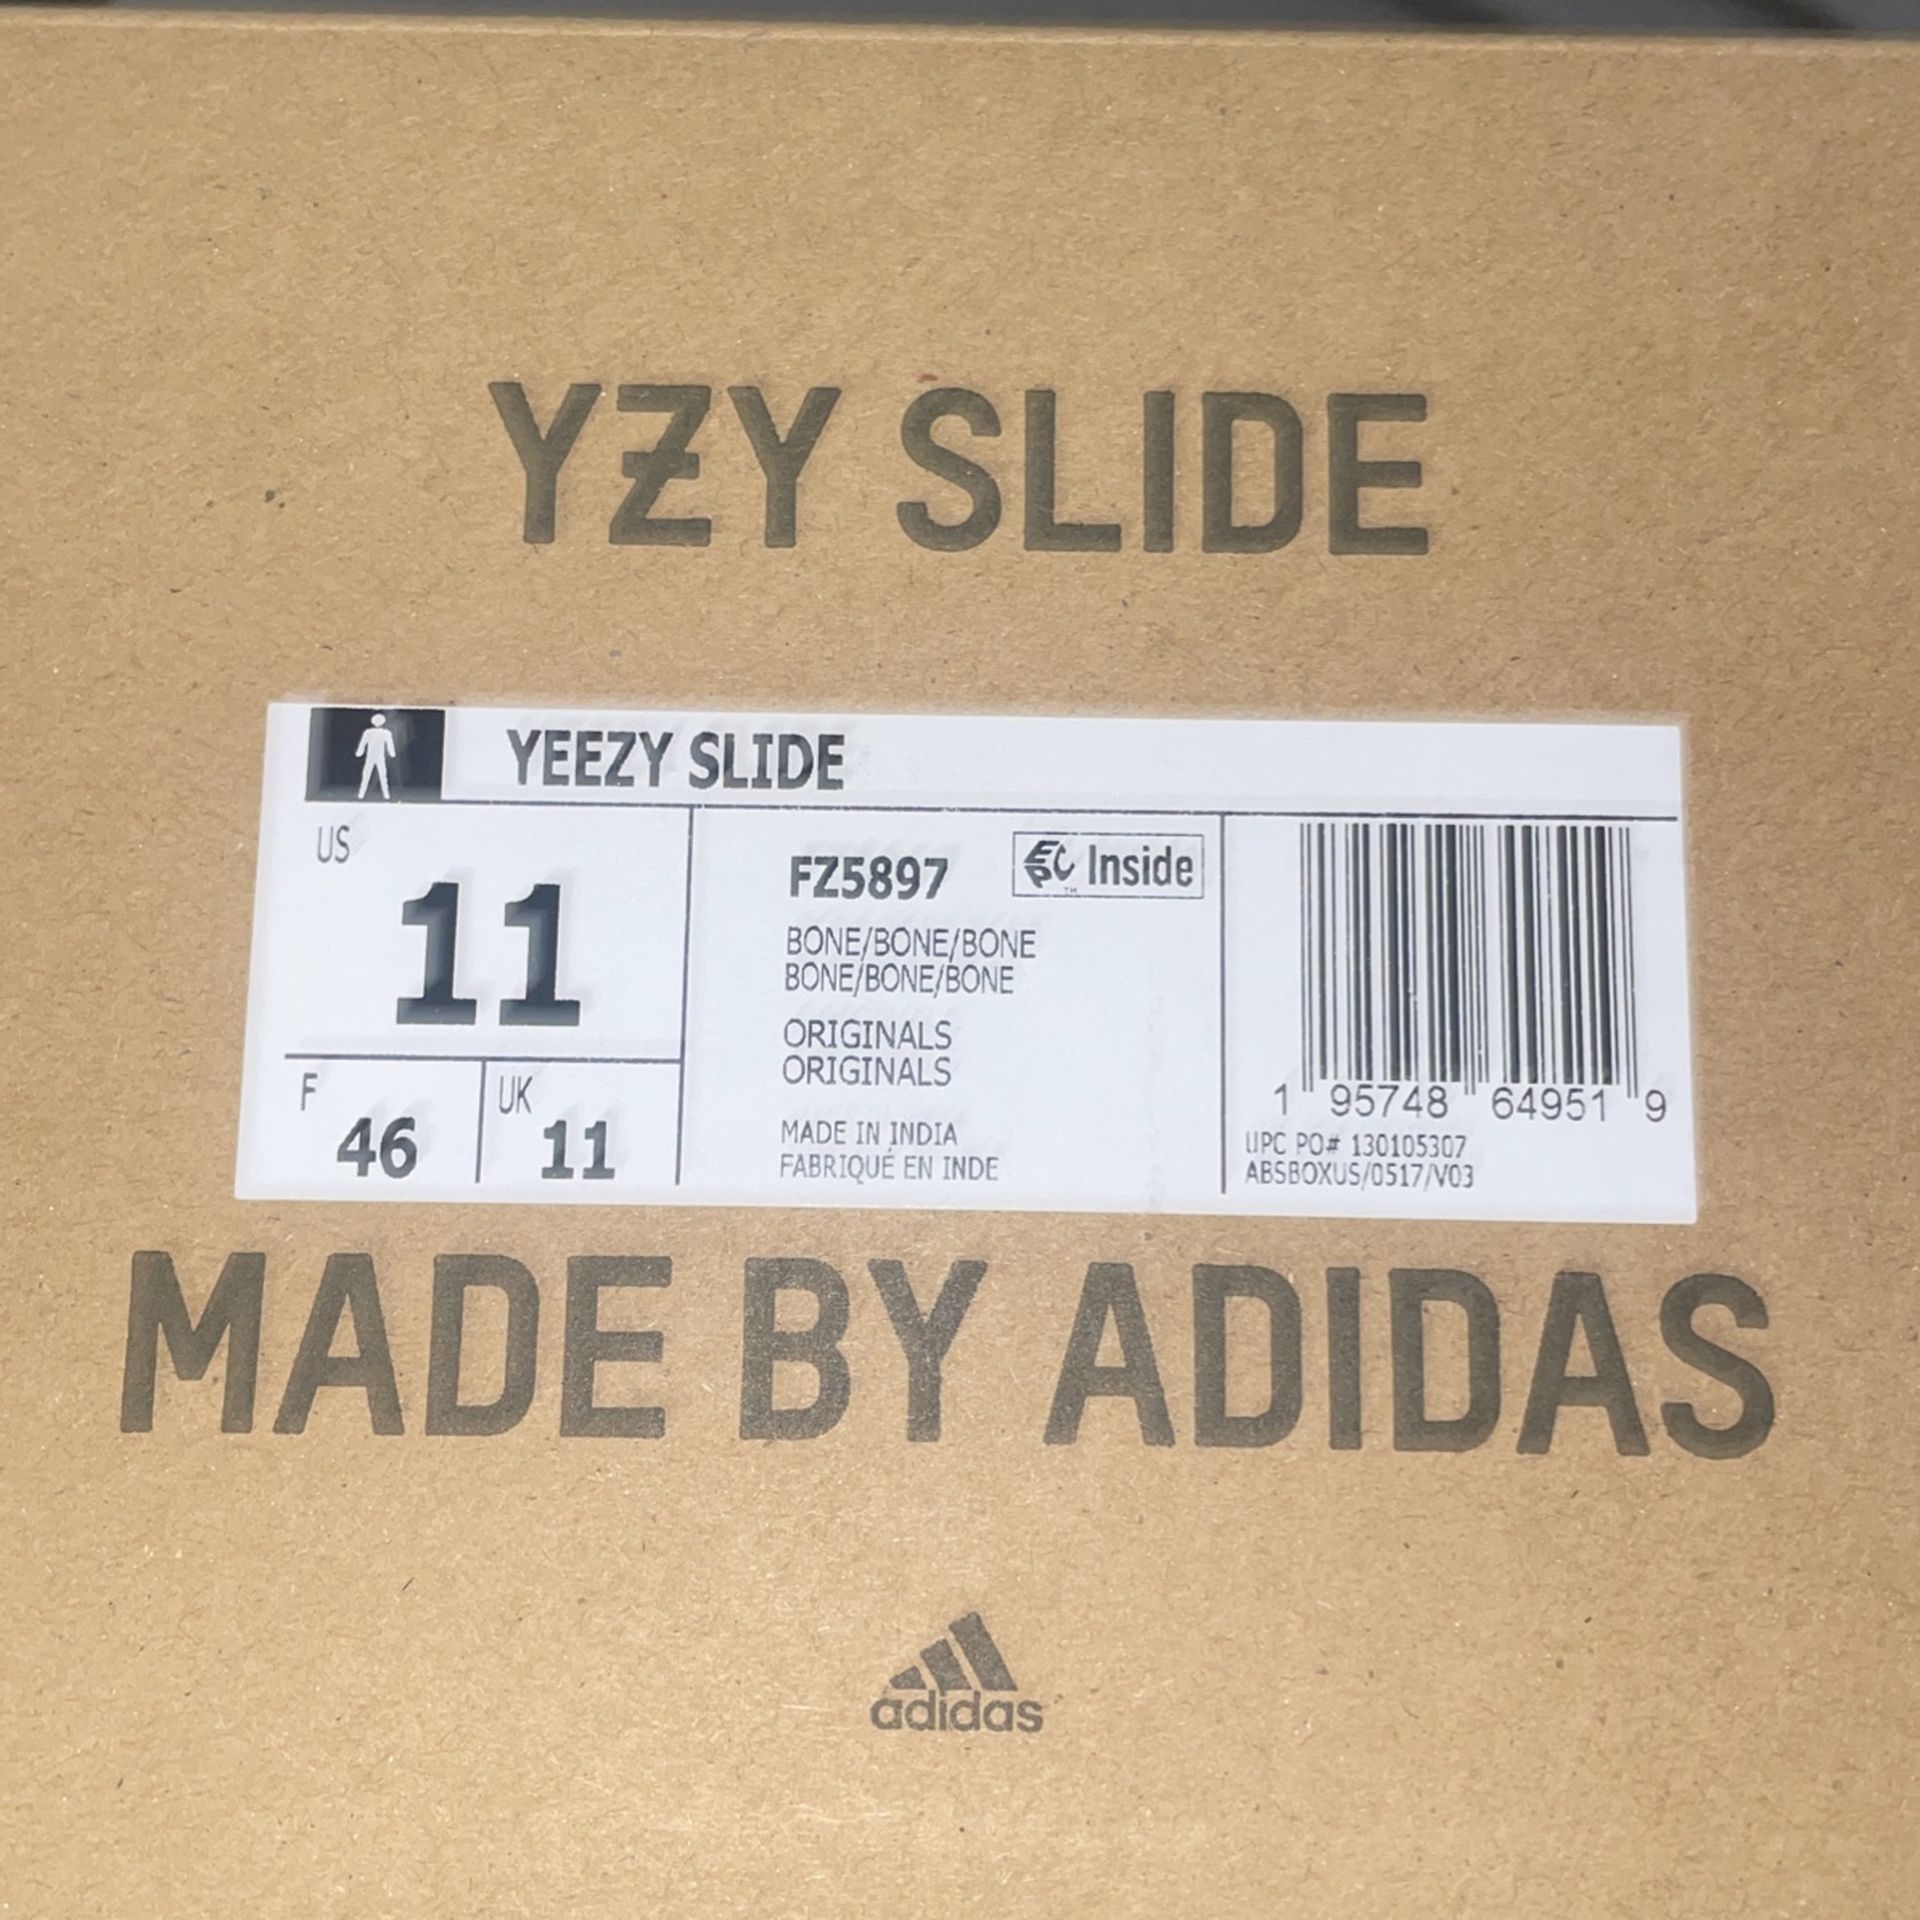 YZY SLIDE
YEEZY SLIDE
US
11
F
46
UK
11
FZ5897
EPC Inside
TM
BONE/BONE/BONE
BONE/BONE/BONE
ORIGINALS
ORIGINALS
MADE IN INDIA
FABRIQUÉ EN INDE
1 95748 64951 9
UPC PO# 130105307
ABSBOXUS/0517/V03
MADE BY ADIDAS
adidas